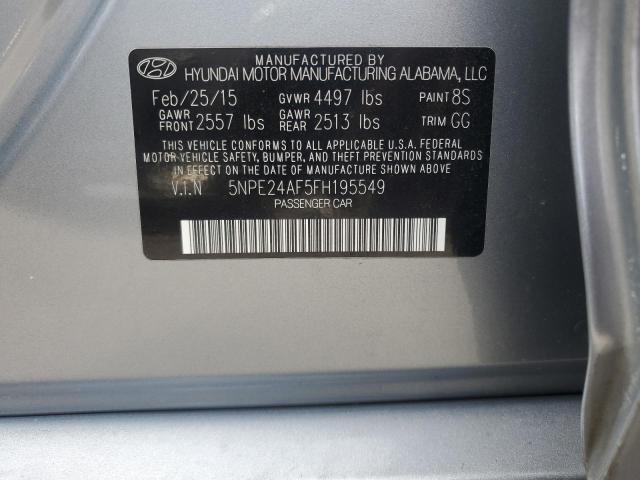 MANUFACTURED BY
HYUNDAI MOTOR MANUFACTURING ALABAMA, LLC
Feb/25/15 GVWR 4497 lbs PAINT 8S
GAWR FRONT 2557 lbs GAWR REAR 2513 lbs TRIM GG
THIS VEHICLE CONFORMS TO ALL APPLICABLE U.S.A. FEDERAL
MOTOR VEHICLE SAFETY, BUMPER, AND THEFT PREVENTION
STANDARDS IN EFFECT ON THE DATE OF MANUFACTURE SHOWN ABOVE
V.I.N 5NPE24AF5FH195549
PASSENGER CAR